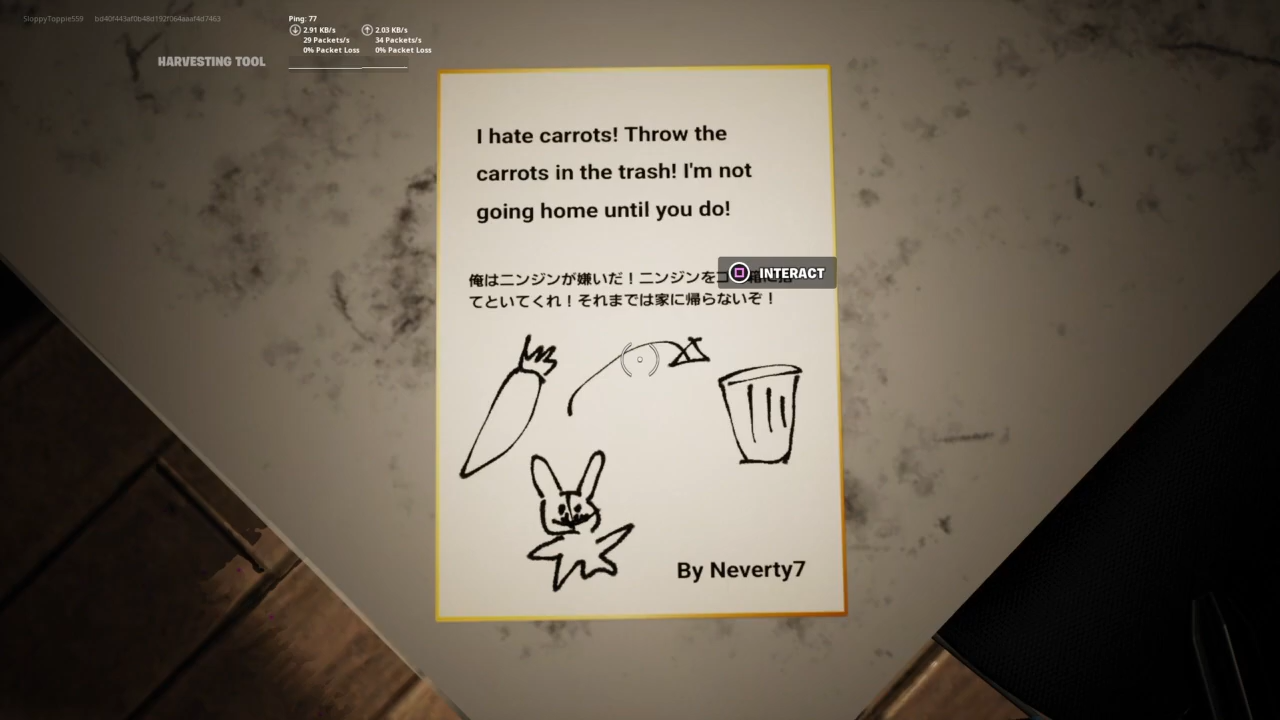 SloppyToppie559 bd40f443af0b48d192f064aaaf4d7463
Ping: 77
2.91 KB/s 2.03 KB/s
29 Packets/s 34 Packets/s
0% Packet Loss 0% Packet Loss
HARVESTING TOOL
I hate carrots! Throw the
carrots in the trash! I'm not
going home until you do!
INTERACT
俺はニンジンが嫌いだ！ニンジンを
てといてくれ！それまでは家に帰らないぞ！
By Neverty7